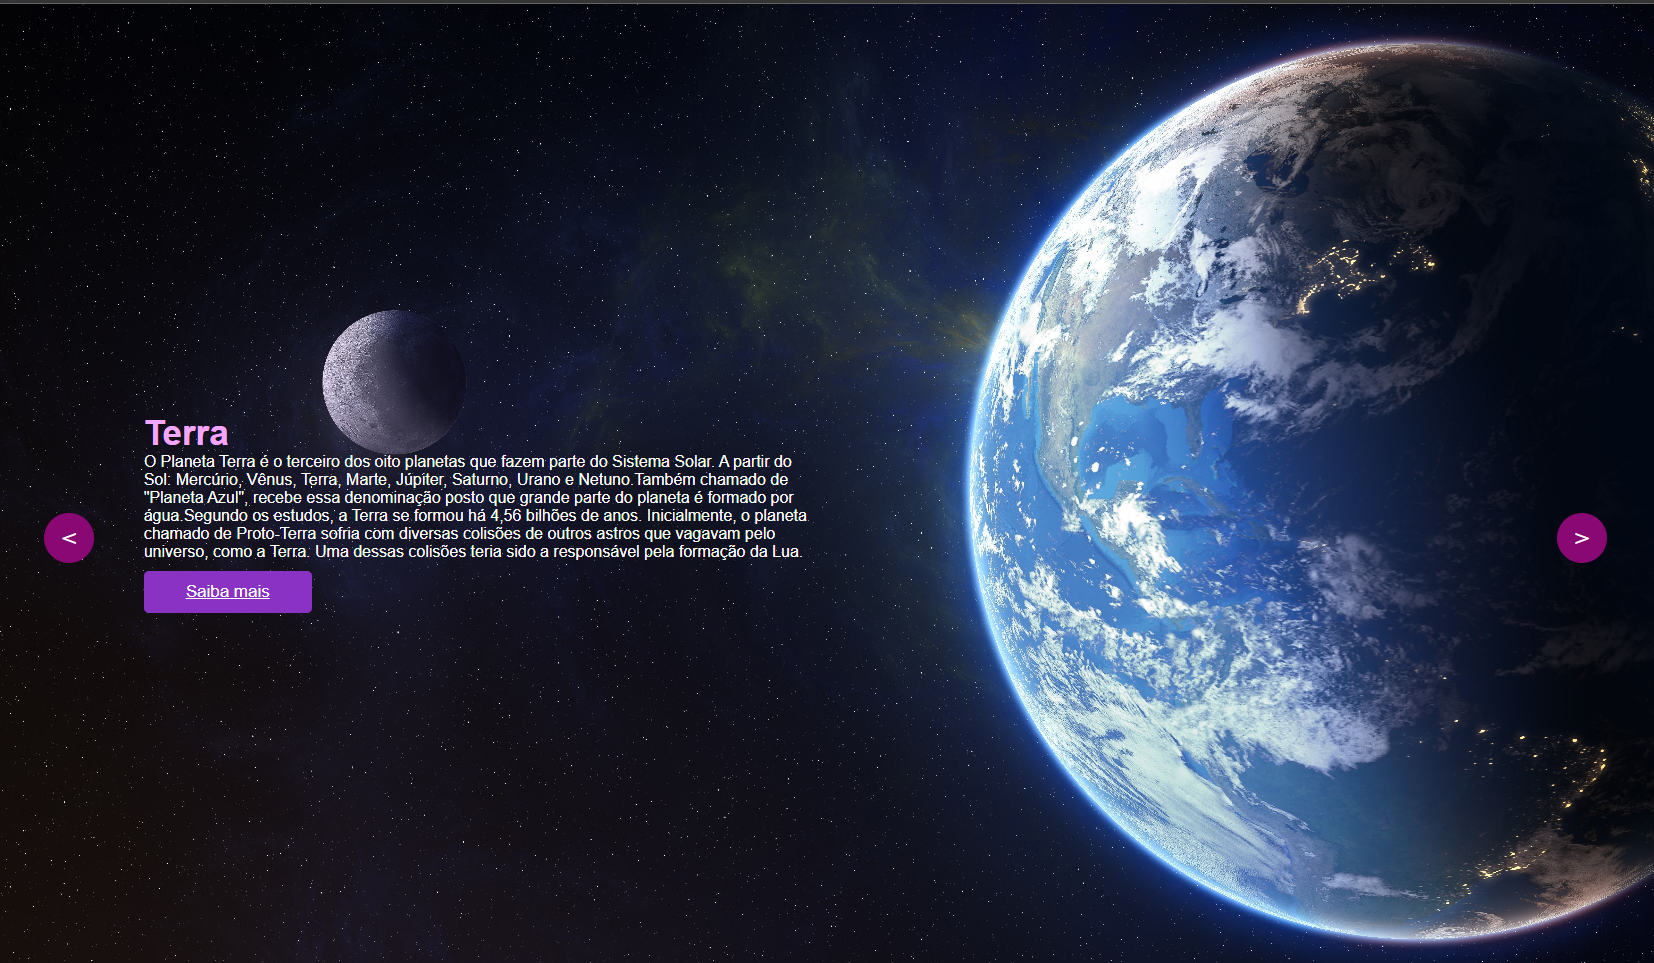 Terra
O Planeta Terra é o terceiro dos oito planetas que fazem parte do Sistema Solar. A partir do
Sol: Mercúrio, Vênus, Terra, Marte, Júpiter, Saturno, Urano e Netuno.Também chamado de
"Planeta Azul", recebe essa denominação posto que grande parte do planeta é formado por
água.Segundo os estudos, a Terra se formou há 4,56 bilhões de anos. Inicialmente, o planeta
chamado de Proto-Terra sofria com diversas colisões de outros astros que vagavam pelo
universo, como a Terra. Uma dessas colisões teria sido a responsável pela formação da Lua.
<
>
Saiba mais